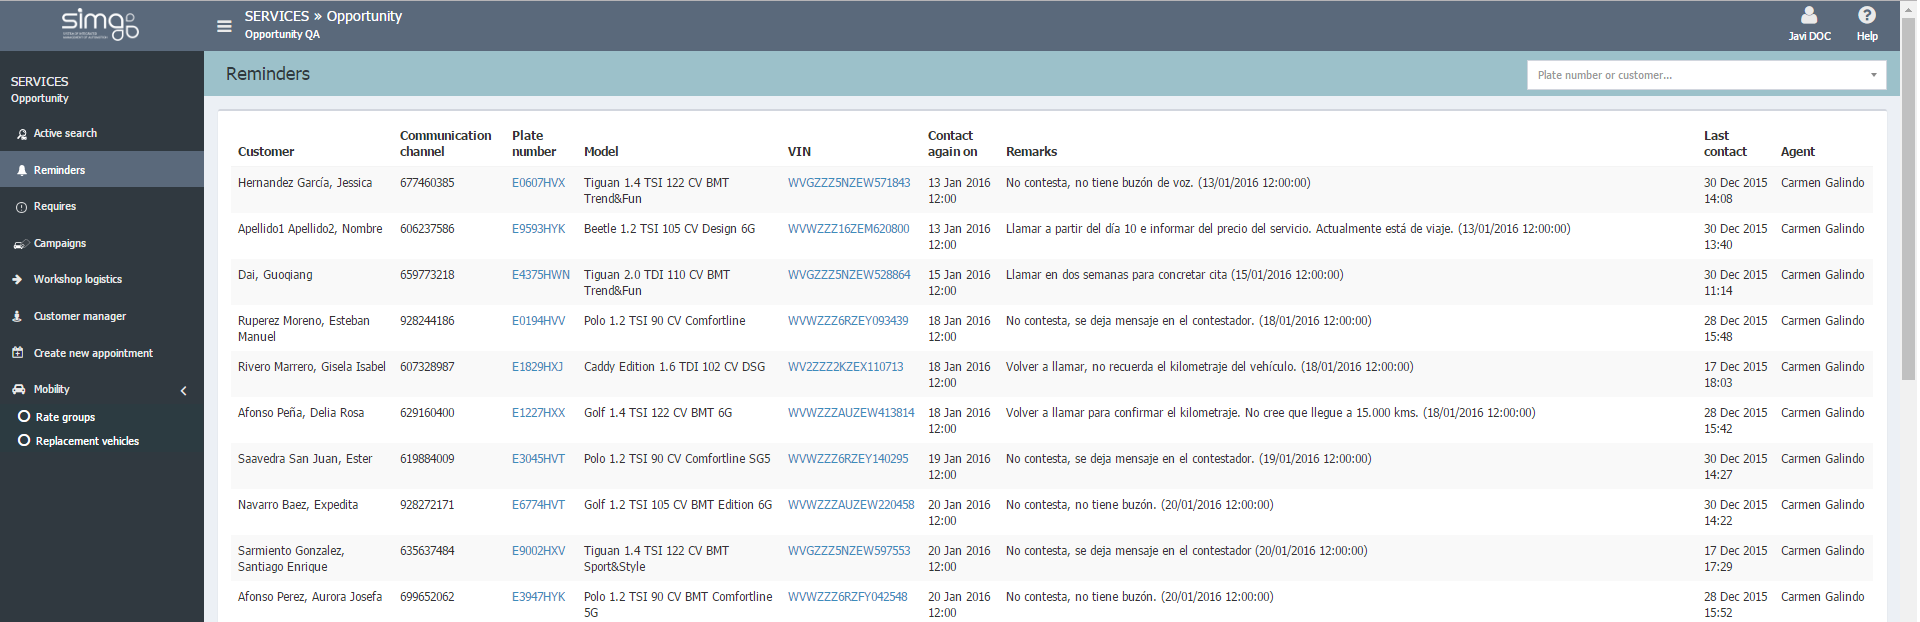 simgo
SERVICES » Opportunity
Opportunity QA
Javi DOC
Help
SERVICES
Opportunity
Active search
Reminders
Requires
Campaigns
Workshop logistics
Customer manager
Create new appointment
Mobility
Rate groups
Replacement vehicles
Reminders
Plate number or customer...
Customer Communication channel Plate number Model VIN Contact again on Remarks Last contact Agent
Hernandez García, Jessica 677460385 E0607HVX Tiguan 1.4 TSI 122 CV BMT Trend&Fun WVGZZZ5NZEW571843 13 Jan 2016 12:00 No contesta, no tiene buzón de voz. (13/01/2016 12:00:00) 30 Dec 2015 14:08 Carmen Galindo
Apellido1 Apellido2, Nombre 606237586 E9593HYK Beetle 1.2 TSI 105 CV Design 6G WVWZZZ16ZEM620800 13 Jan 2016 12:00 Llamar a partir del día 10 e informar del precio del servicio. Actualmente está de viaje. (13/01/2016 12:00:00) 30 Dec 2015 13:40 Carmen Galindo
Dai, Guoqiang 659773218 E4375HWN Tiguan 2.0 TDI 110 CV BMT Trend&Fun WVGZZZ5NZEW528864 15 Jan 2016 12:00 Llamar en dos semanas para concretar cita (15/01/2016 12:00:00) 30 Dec 2015 11:14 Carmen Galindo
Ruperez Moreno, Esteban Manuel 928244186 E0194HVV Polo 1.2 TSI 90 CV Comfortline WVWZZZ6RZEY093439 18 Jan 2016 12:00 No contesta, se deja mensaje en el contestador. (18/01/2016 12:00:00) 28 Dec 2015 15:48 Carmen Galindo
Rivero Marrero, Gisela Isabel 607328987 E1829HXJ Caddy Edition 1.6 TDI 102 CV DSG WV2ZZZ2KZEX110713 18 Jan 2016 12:00 Volver a llamar, no recuerda el kilometraje del vehículo. (18/01/2016 12:00:00) 17 Dec 2015 18:03 Carmen Galindo
Afonso Peña, Delia Rosa 629160400 E1227HXX Golf 1.4 TSI 122 CV BMT 6G WVWZZZAUZEW413814 18 Jan 2016 12:00 Volver a llamar para confirmar el kilometraje. No cree que llegue a 15.000 kms. (18/01/2016 12:00:00) 28 Dec 2015 15:42 Carmen Galindo
Saavedra San Juan, Ester 619884009 E3045HVT Polo 1.2 TSI 90 CV Comfortline SG5 WVWZZZ6RZEY140295 19 Jan 2016 12:00 No contesta, se deja mensaje en el contestador. (19/01/2016 12:00:00) 30 Dec 2015 14:27 Carmen Galindo
Navarro Baez, Expedita 928272171 E6774HVT Golf 1.2 TSI 105 CV BMT Edition 6G WVWZZZAUZEW220458 20 Jan 2016 12:00 No contesta, no tiene buzón. (20/01/2016 12:00:00) 30 Dec 2015 14:22 Carmen Galindo
Sarmiento Gonzalez, Santiago Enrique 635637484 E9002HXV Tiguan 1.4 TSI 122 CV BMT Sport&Style WVGZZZ5NZEW597553 20 Jan 2016 12:00 No contesta, se deja mensaje en el contestador (20/01/2016 12:00:00) 17 Dec 2015 17:29 Carmen Galindo
Afonso Perez, Aurora Josefa 699652062 E3947HYK Polo 1.2 TSI 90 CV BMT Comfortline 5G WVWZZZ6RZFY042548 20 Jan 2016 12:00 No contesta, no tiene buzón. (20/01/2016 12:00:00) 28 Dec 2015 15:52 Carmen Galindo